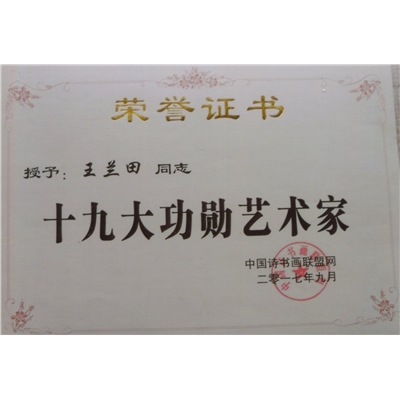 荣誉证书
授予：王兰田 同志
十九大功勋艺术家
中国诗书画联盟网
二零一七年九月